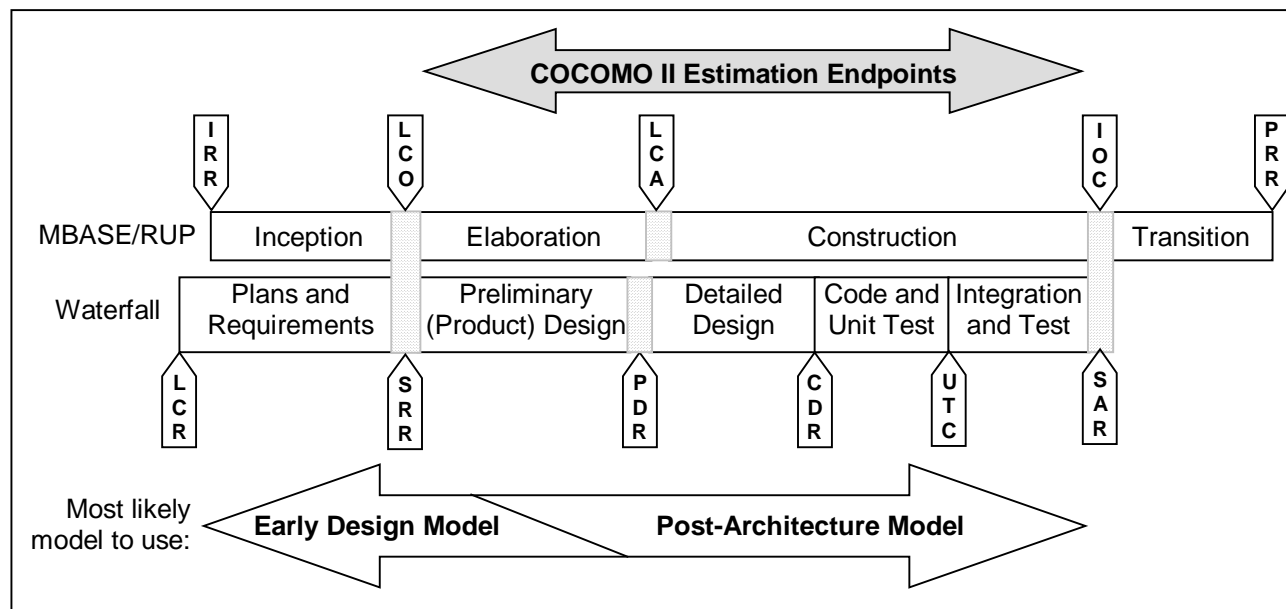 COCOMO II Estimation Endpoints
IRR
LCO
LCA
IOC
PRR
MBASE/RUP
Inception
Elaboration
Construction
Transition
Waterfall
Plans and
Requirements
Preliminary
(Product) Design
Detailed
Design
Code and
Unit Test
Integration
and Test
LCR
SRR
PDR
CDR
UTC
SAR
Most likely
model to use:
Early Design Model
Post-Architecture Model